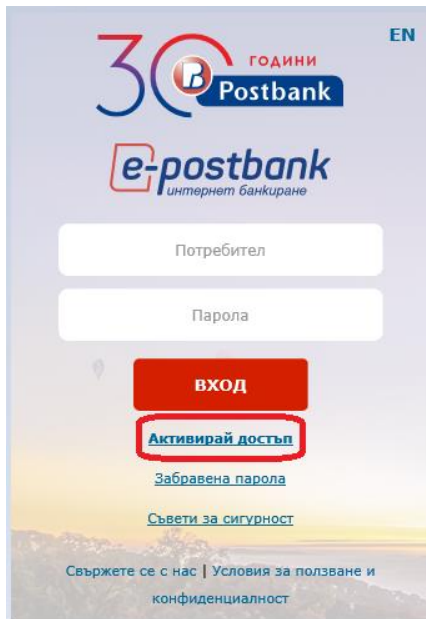 EN
30 ГОДИНИ
Postbank
e-postbank
интернет банкиране
Потребител
Парола
ВХОД
Активирай достъп
Забравена парола
Съвети за сигурност
Свържете се с нас | Условия за ползване и
конфиденциалност